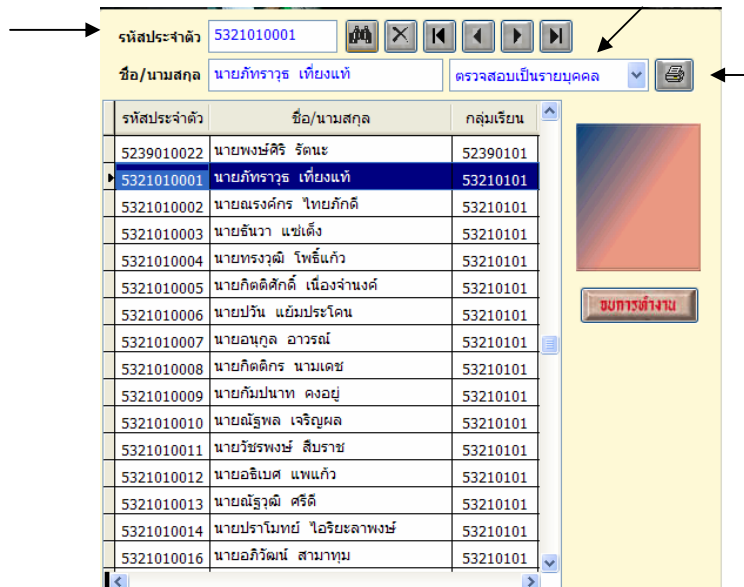 รหัสประจำตัว 5321010001
ชื่อ/นามสกุล นายภัทราวุธ เที่ยงแท้ ตรวจสอบเป็นรายบุคคล
รหัสประจำตัว ชื่อ/นามสกุล กลุ่มเรียน
5239010022 นายพงษ์ศิริ รัตนะ 52390101
5321010001 นายภัทราวุธ เที่ยงแท้ 53210101
5321010002 นายณรงค์กร ไทยภักดี 53210101
5321010003 นายธันวา แซ่เต็ง 53210101
5321010004 นายทรงวุฒิ โพธิ์แก้ว 53210101
5321010005 นายกิตติศักดิ์ เนื่องจำนงค์ 53210101
5321010006 นายปวัน แย้มประโคน 53210101
5321010007 นายอนุกูล อาวรณ์ 53210101
5321010008 นายกิตติกร นามเดช 53210101
5321010009 นายกัมปนาท คงอยู่ 53210101
5321010010 นายณัฐพล เจริญผล 53210101
5321010011 นายวัชรพงษ์ สืบราช 53210101
5321010012 นายอธิเบศ แพแก้ว 53210101
5321010013 นายณัฐวุฒิ ศรีดี 53210101
5321010014 นายปราโมทย์ ไอริยะลาพงษ์ 53210101
5321010016 นายอภิวัฒน์ สามาทุม 53210101
จบการทำงาน